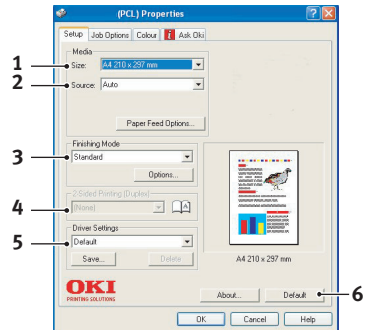 (PCL) Properties
Setup Job Options Colour Ask Oki
Media
1 Size: A4 210 x 297 mm
2 Source: Auto
Paper Feed Options...
Finishing Mode
3 Standard
Options...
2-Sided Printing (Duplex)
4 (None)
Driver Settings
5 Default
Save... Delete
A4 210 x 297 mm
OKI
PRINTING SOLUTIONS
About... Default 6
OK Cancel Help